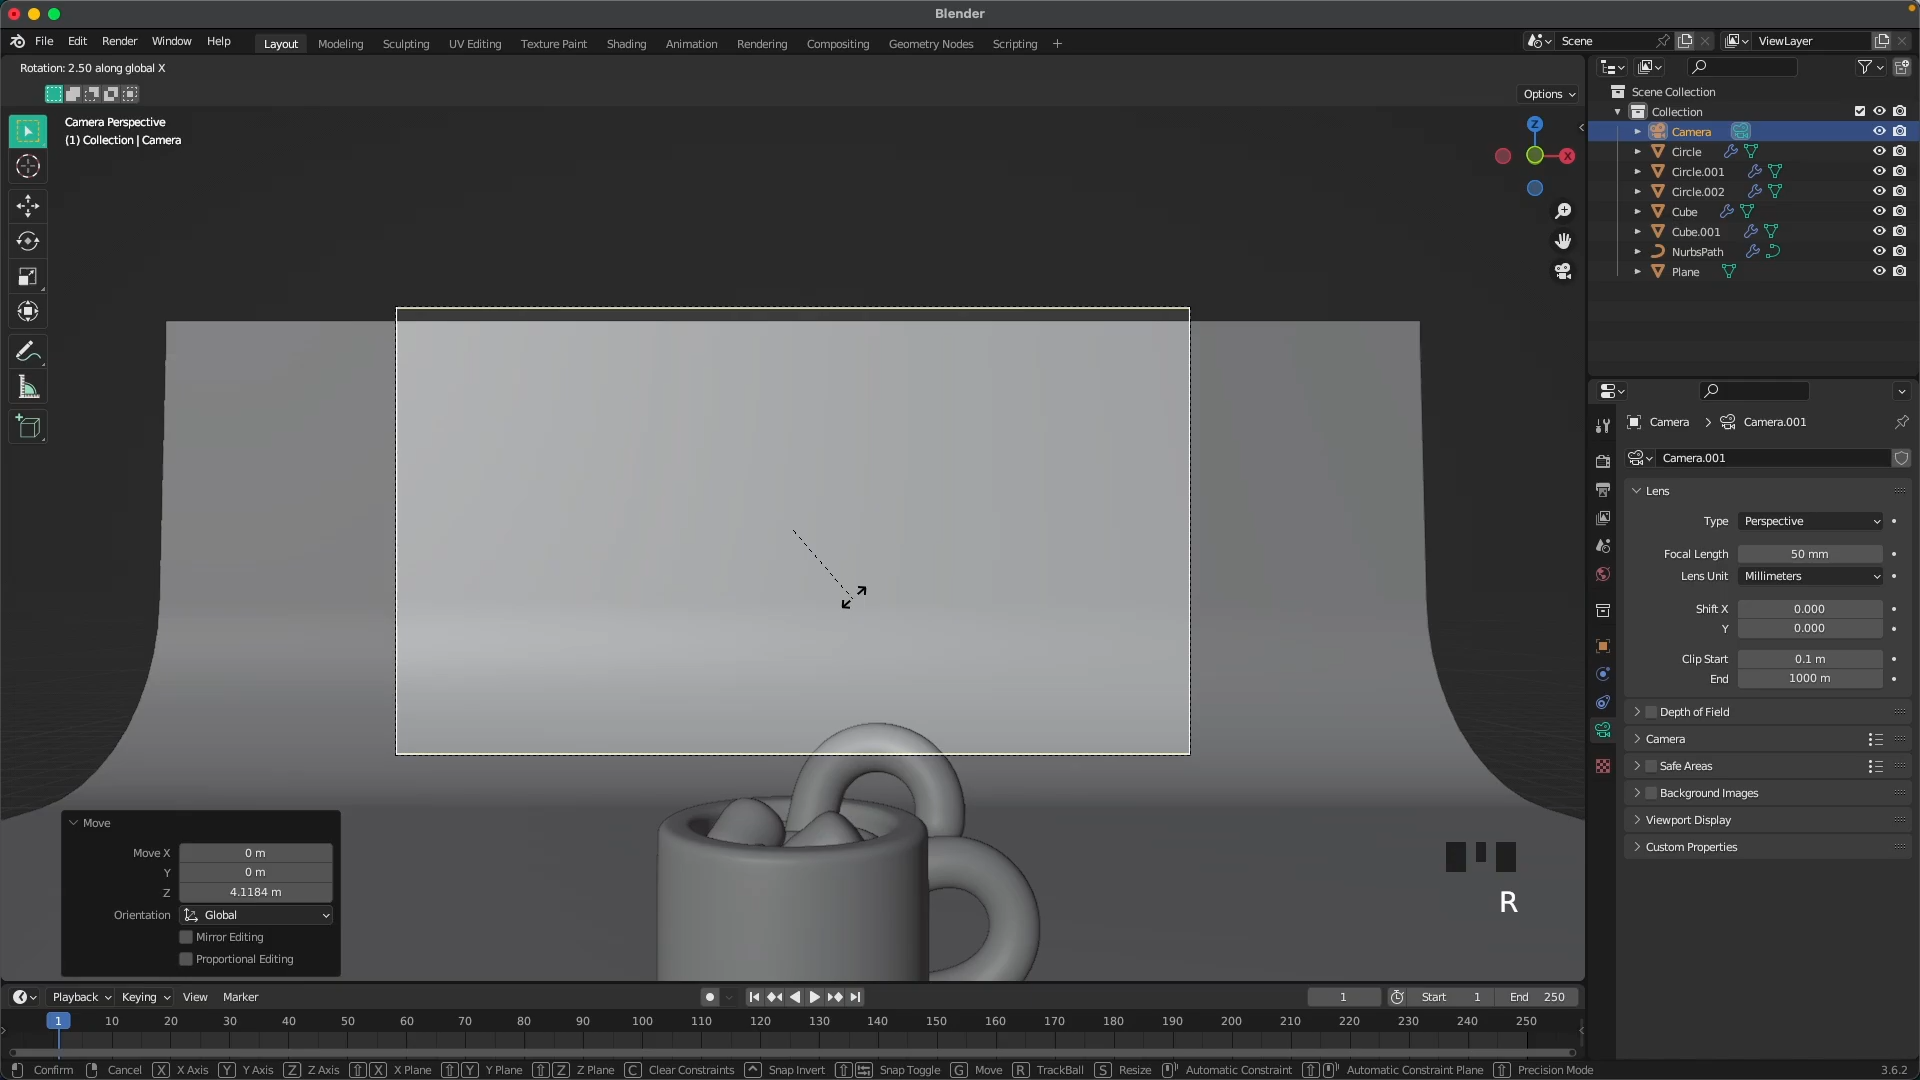 Blender
File Edit Render Window Help
Layout Modeling Sculpting UV Editing Texture Paint Shading Animation Rendering Compositing Geometry Nodes Scripting +
Scene ViewLayer
Rotation: 2.50 along global X
Options
Camera Perspective
(1) Collection | Camera
Z
X
Scene Collection
Collection
Camera
Circle
Circle.001
Circle.002
Cube
Cube.001
NurbsPath
Plane
Camera > Camera.001
Camera.001
Lens
Type Perspective
Focal Length 50 mm
Lens Unit Millimeters
Shift X 0.000
Y 0.000
Clip Start 0.1 m
End 1000 m
Depth of Field
Camera
Safe Areas
Background Images
Viewport Display
Custom Properties
Move
Move X 0 m
Y 0 m
Z 4.1184 m
Orientation Global
Mirror Editing
Proportional Editing
R
Playback Keying View Marker
1 Start 1 End 250
1 10 20 30 40 50 60 70 80 90 100 110 120 130 140 150 160 170 180 190 200 210 220 230 240 250
Confirm Cancel X X Axis Y Y Axis Z Z Axis X X Plane Y Y Plane Z Z Plane C Clear Constraints Snap Invert Snap Toggle G Move R TrackBall S Resize Automatic Constraint Automatic Constraint Plane Precision Mode 3.6.2